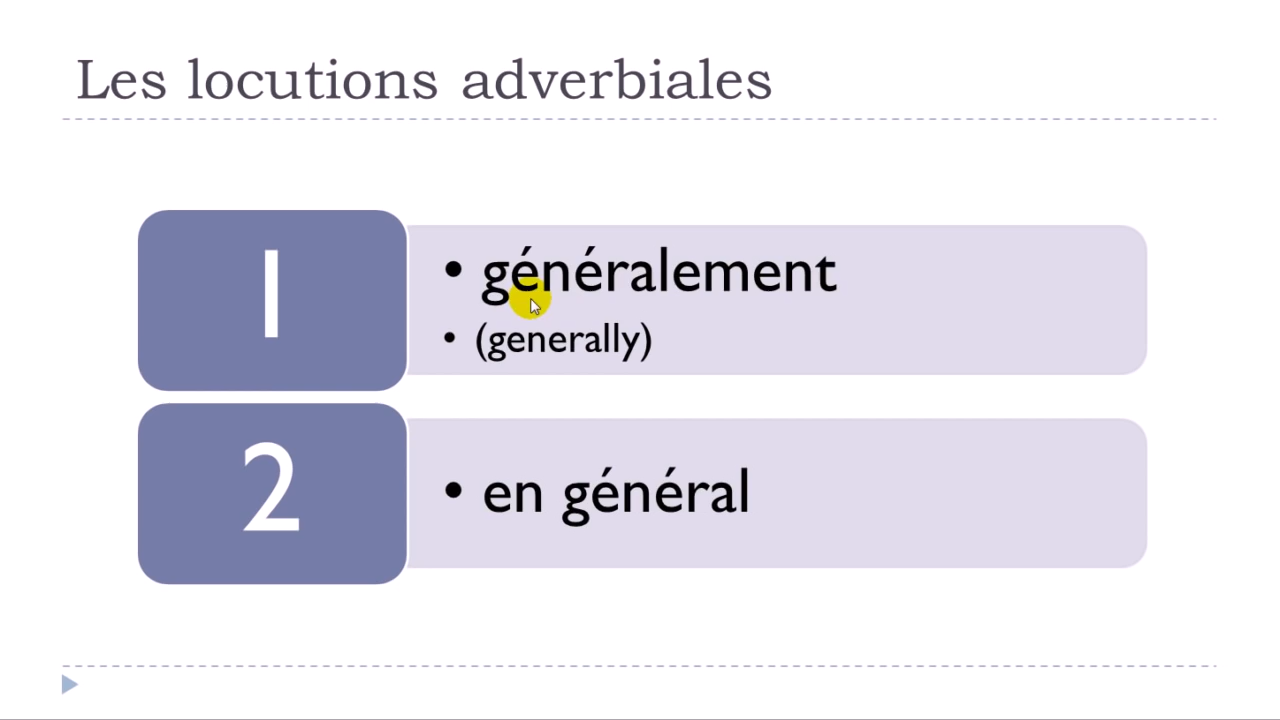 Les locutions adverbiales
1
• généralement
• (generally)
2
• en général